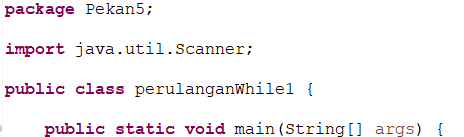 package Pekan5;
import java.util.Scanner;
public class perulanganWhile1 {
public static void main(String[] args) {